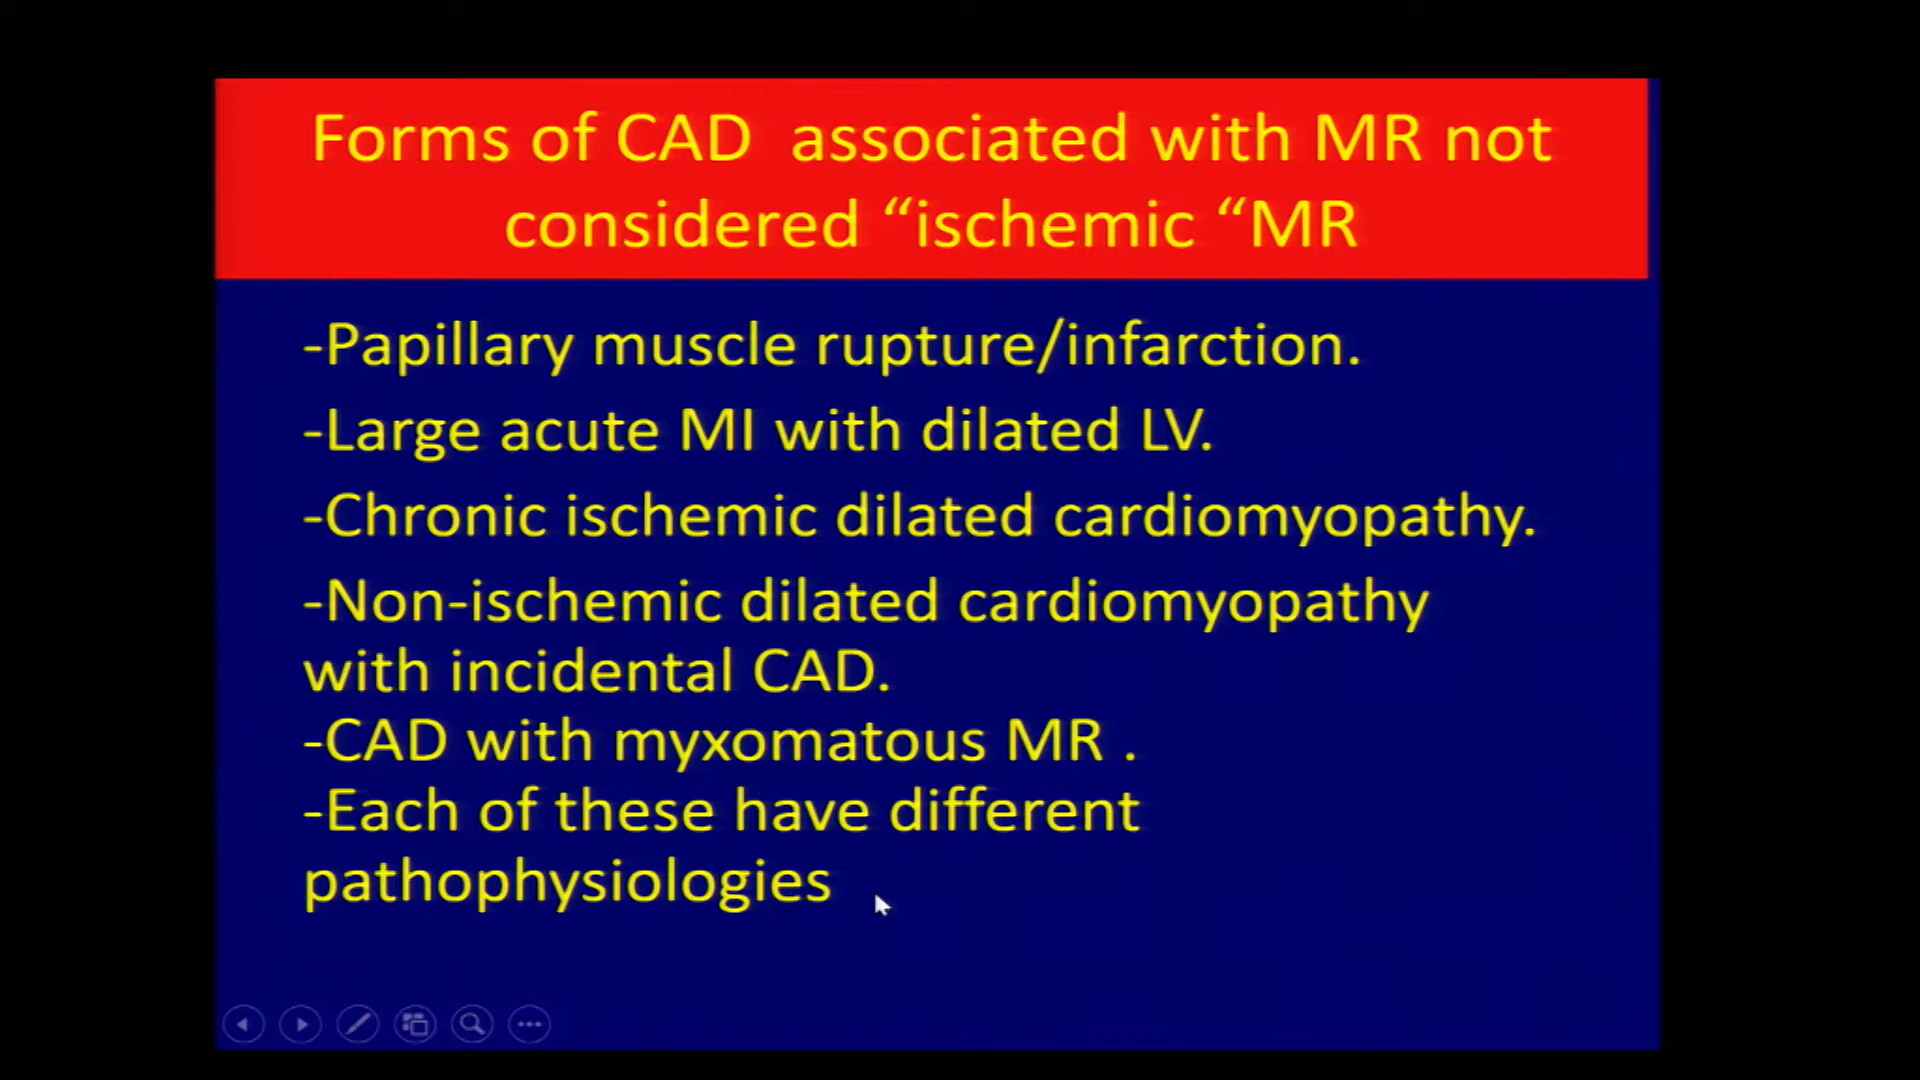 Forms of CAD associated with MR not
considered “ischemic “MR
-Papillary muscle rupture/infarction.
-Large acute MI with dilated LV.
-Chronic ischemic dilated cardiomyopathy.
-Non-ischemic dilated cardiomyopathy
with incidental CAD.
-CAD with myxomatous MR .
-Each of these have different
pathophysiologies